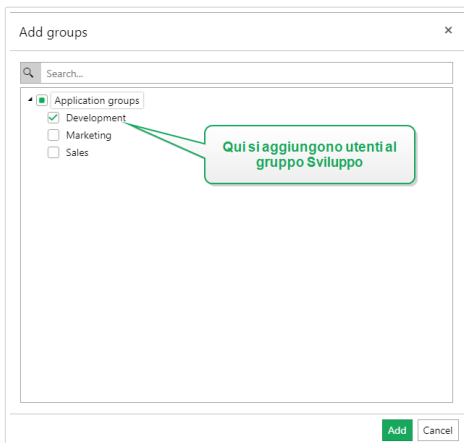 Add groups
Search...
Application groups
Development
Marketing
Sales
Qui si aggiungono utenti al
gruppo Sviluppo
Add Cancel